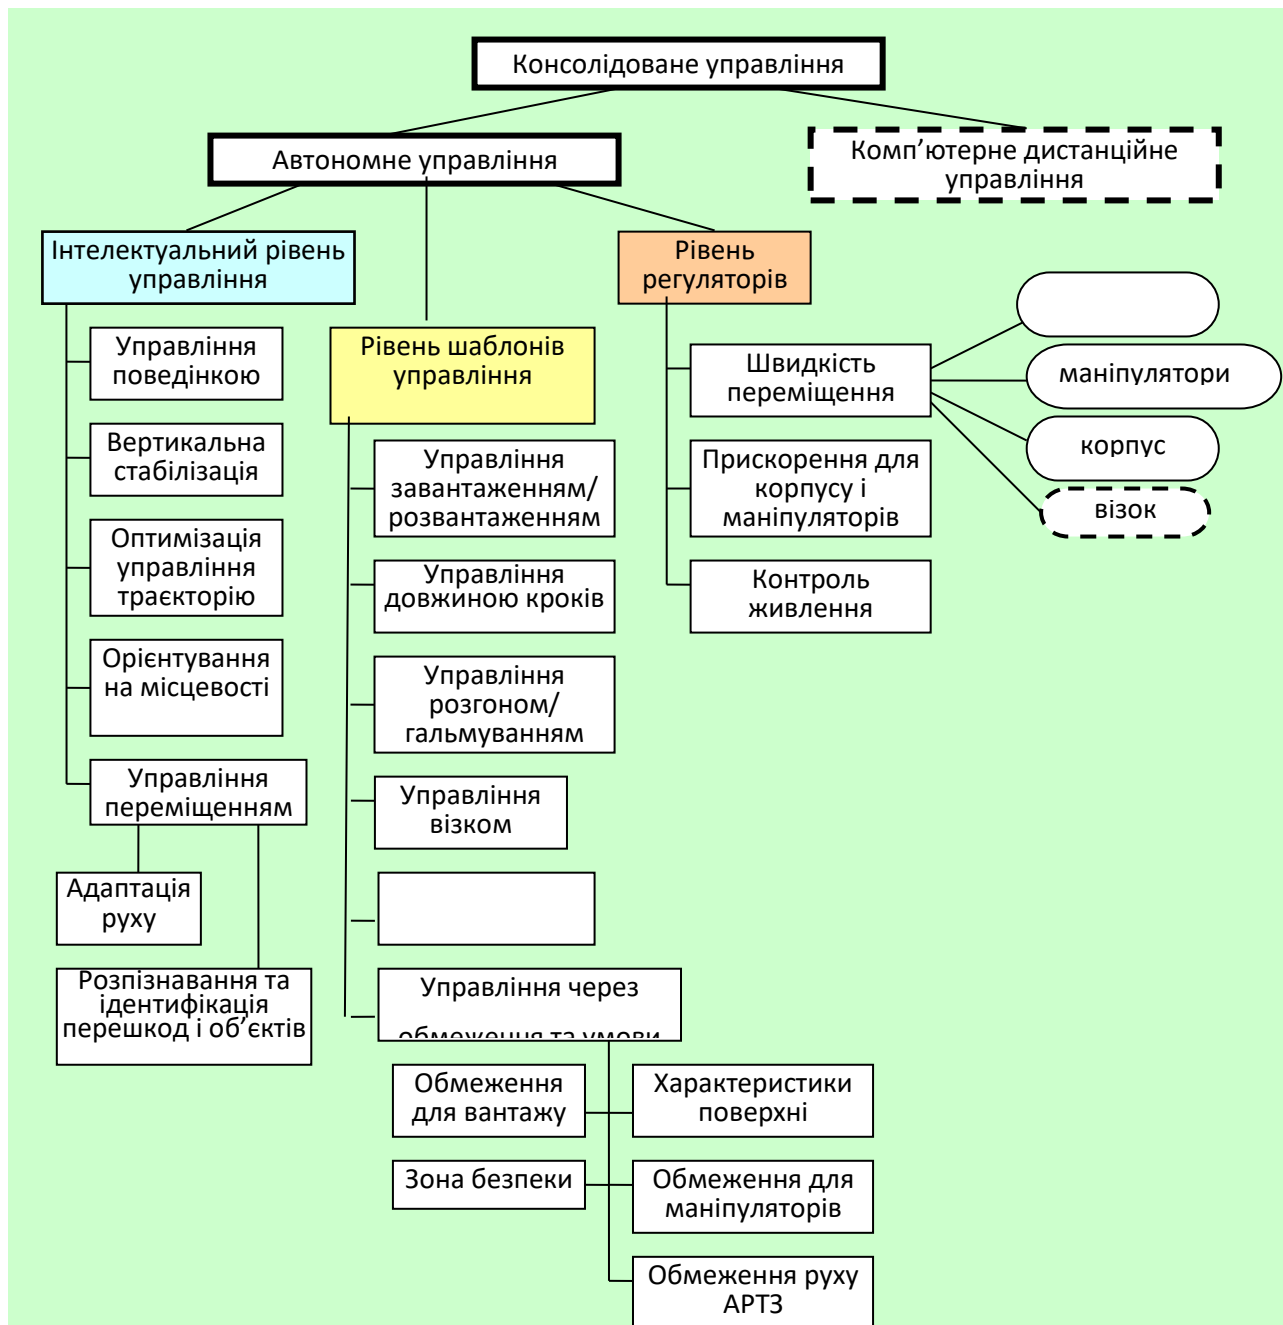 Консолідоване управління
Автономне управління
Комп’ютерне дистанційне
управління
Інтелектуальний рівень
управління
Рівень
регуляторів
Управління
поведінкою
Вертикальна
стабілізація
Оптимізація
управління
траєкторію
Орієнтування
на місцевості
Управління
переміщенням
Адаптація
руху
Розпізнавання та
ідентифікація
перешкод і об’єктів
Рівень шаблонів
управління
Управління
завантаженням/
розвантаженням
Управління
довжиною кроків
Управління
розгоном/
гальмуванням
Управління
візком
Управління через
обмеження та умови
Обмеження
для вантажу
Характеристики
поверхні
Зона безпеки
Обмеження для
маніпуляторів
Обмеження руху
АРТЗ
Швидкість
переміщення
Прискорення для
корпусу і
маніпуляторів
Контроль
живлення
маніпулятори
корпус
візок